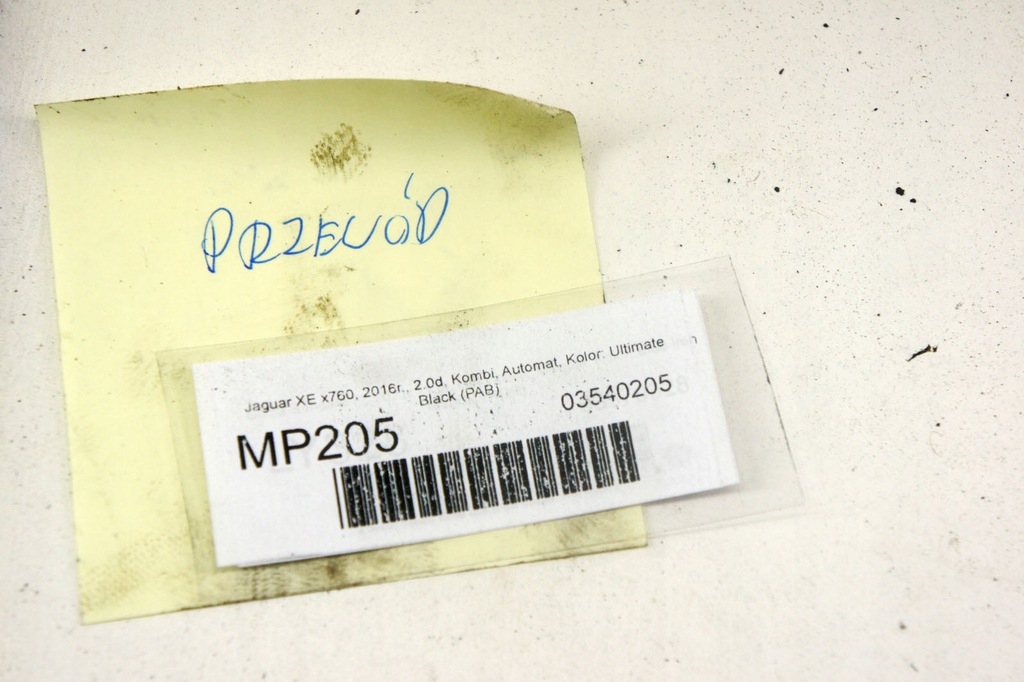 PRZEWÓD
Jaguar XE x760, 2016r., 2.0d, Kombi, Automat, Kolor: Ultimate
Black (PAB)
MP205
03540205